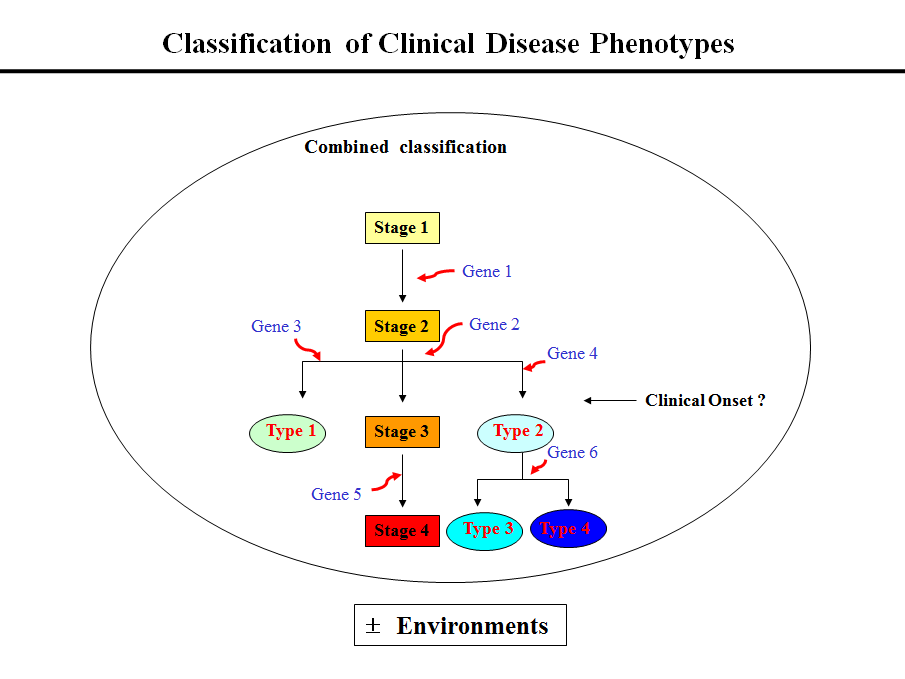 Classification of Clinical Disease Phenotypes
Combined classification
Stage 1
Gene 1
Gene 3
Stage 2
Gene 2
Gene 4
Clinical Onset ?
Type 1
Stage 3
Type 2
Gene 6
Gene 5
Stage 4
Type 3
Type 4
± Environments